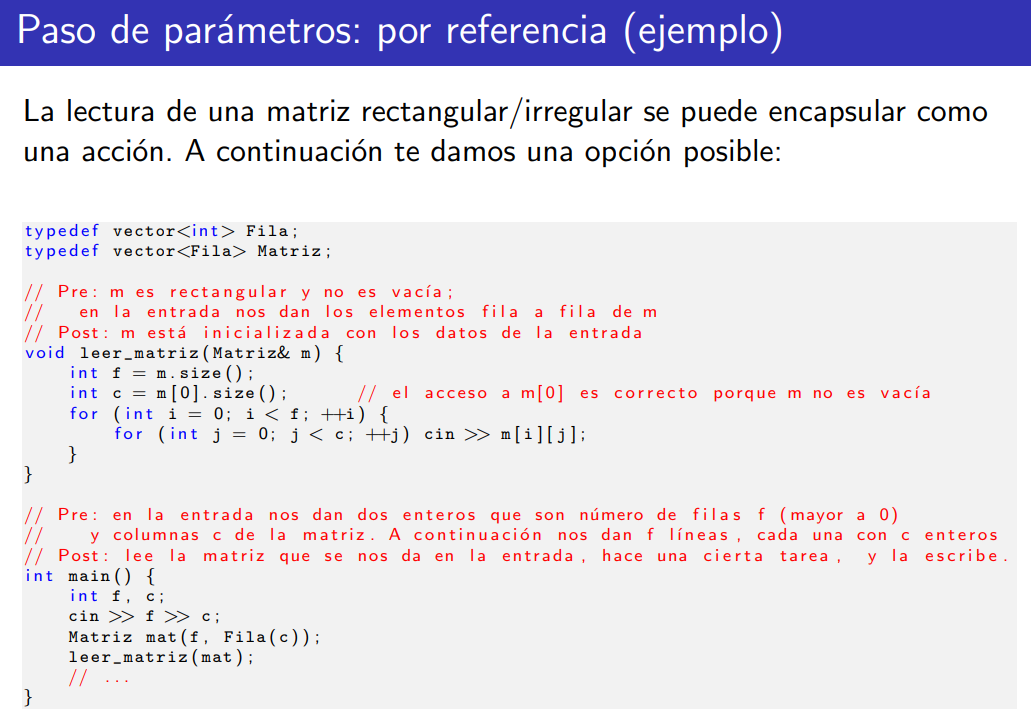 Paso de parámetros: por referencia (ejemplo)
La lectura de una matriz rectangular/irregular se puede encapsular como
una acción. A continuación te damos una opción posible:
typedef vector<int> Fila;
typedef vector<Fila> Matriz;
// Pre: m es rectangular y no es vacía;
//    en la entrada nos dan los elementos fila a fila de m
// Post: m está inicializada con los datos de la entrada
void leer_matriz(Matriz& m) {
    int f = m.size();
    int c = m[0].size();      // el acceso a m[0] es correcto porque m no es vacía
    for (int i = 0; i < f; ++i) {
        for (int j = 0; j < c; ++j) cin >> m[i][j];
    }
}
// Pre: en la entrada nos dan dos enteros que son número de filas f (mayor a 0)
//     y columnas c de la matriz. A continuación nos dan f líneas, cada una con c enteros
// Post: lee la matriz que se nos da en la entrada, hace una cierta tarea, y la escribe.
int main() {
    int f, c;
    cin >> f >> c;
    Matriz mat(f, Fila(c));
    leer_matriz(mat);
    // ...
}